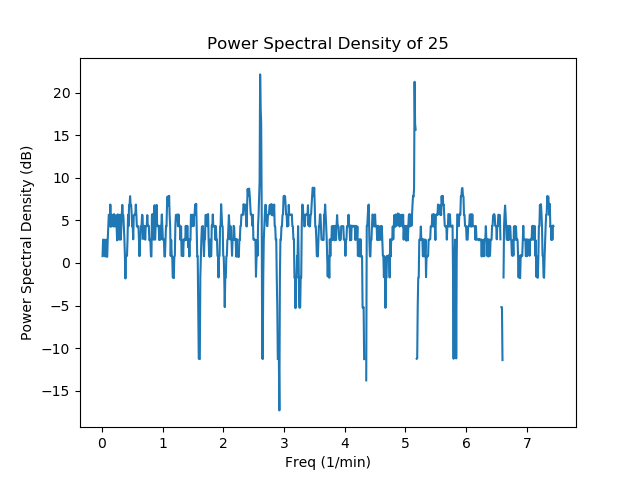 Power Spectral Density of 25
Power Spectral Density (dB)
20
15
10
5
0
−5
−10
−15
0 1 2 3 4 5 6 7
Freq (1/min)